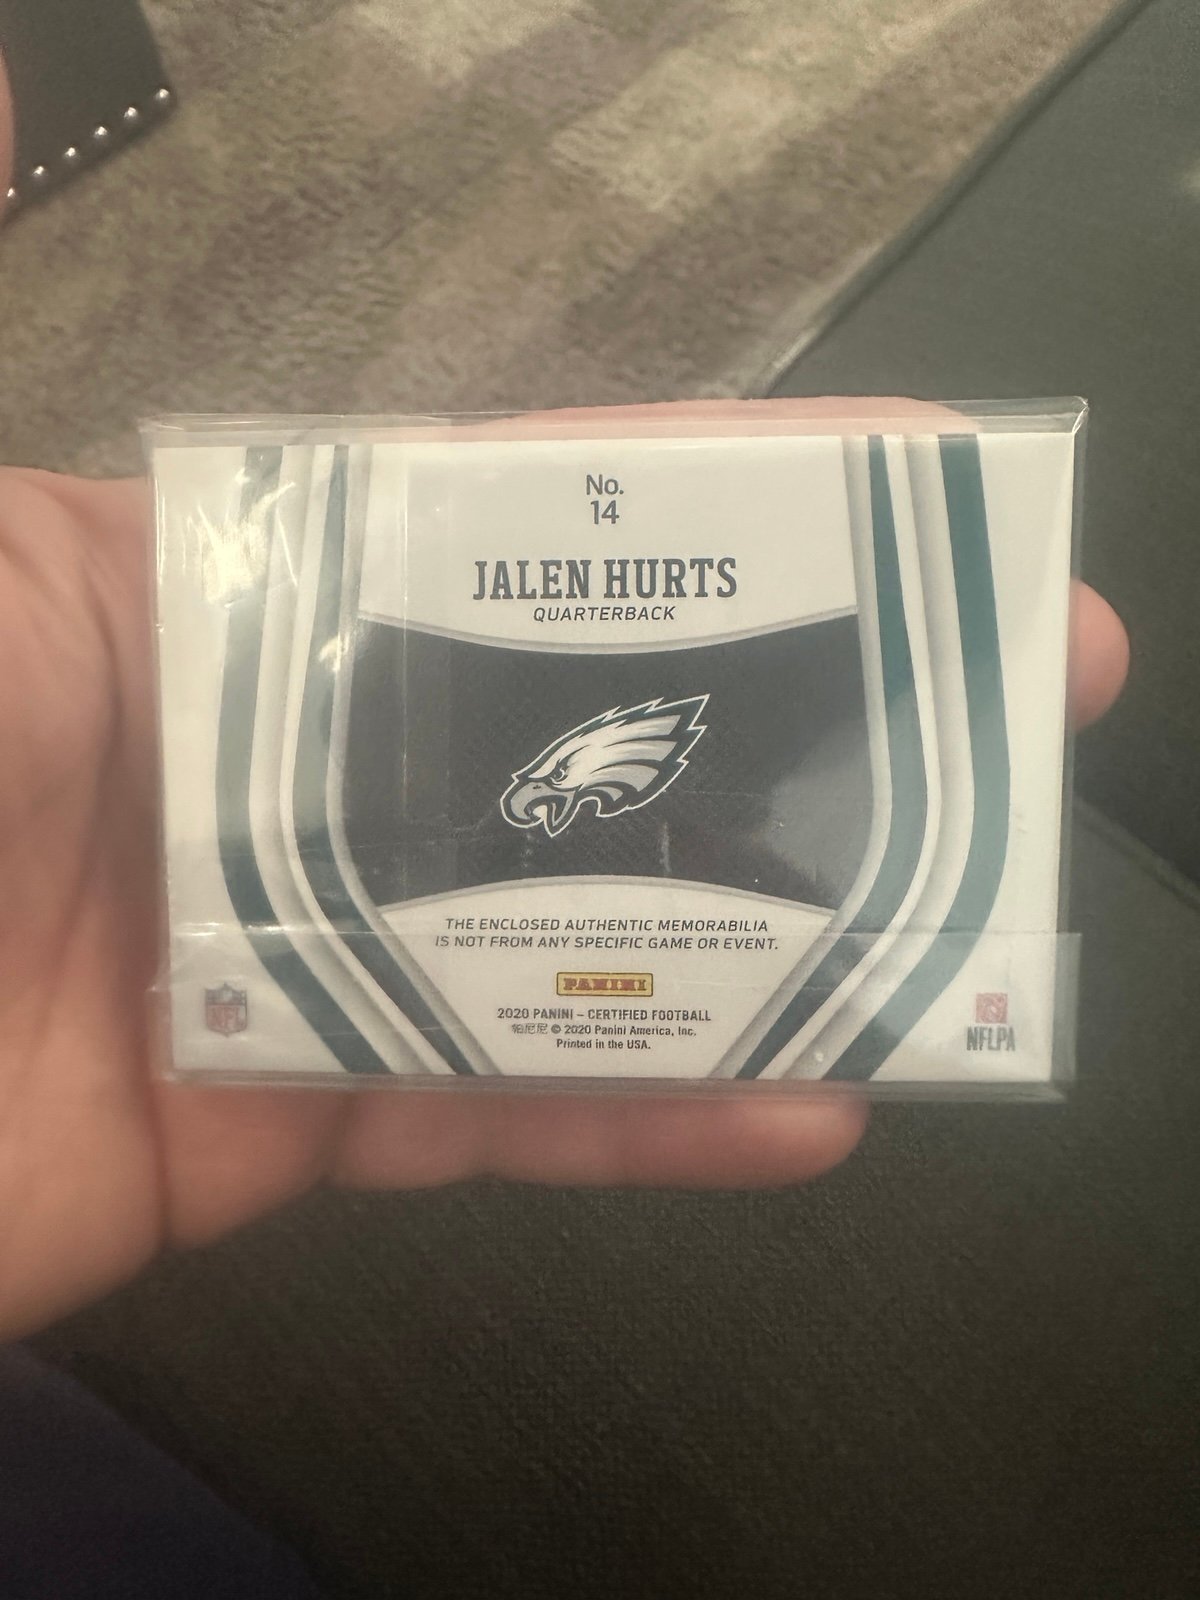 No.
14
JALEN HURTS
QUARTERBACK
THE ENCLOSED AUTHENTIC MEMORABILIA
IS NOT FROM ANY SPECIFIC GAME OR EVENT.
PANINI
2020 PANINI – CERTIFIED FOOTBALL
帕尼尼 © 2020 Panini America, Inc.
Printed in the USA.
NFL
NFLPA